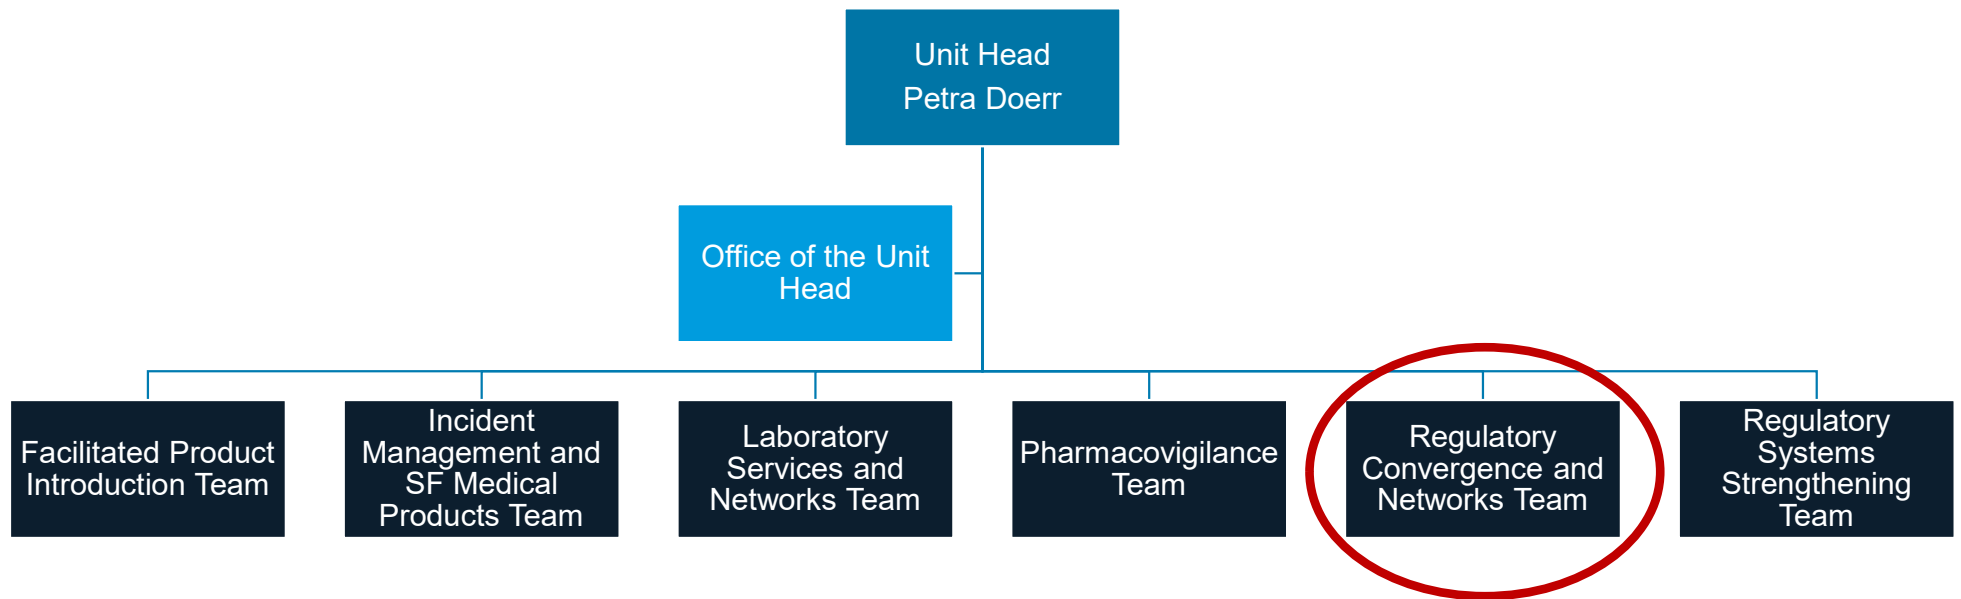 Unit Head
Petra Doerr
Office of the Unit
Head
Facilitated Product
Introduction Team
Incident
Management and
SF Medical
Products Team
Laboratory
Services and
Networks Team
Pharmacovigilance
Team
Regulatory
Convergence and
Networks Team
Regulatory
Systems
Strengthening
Team